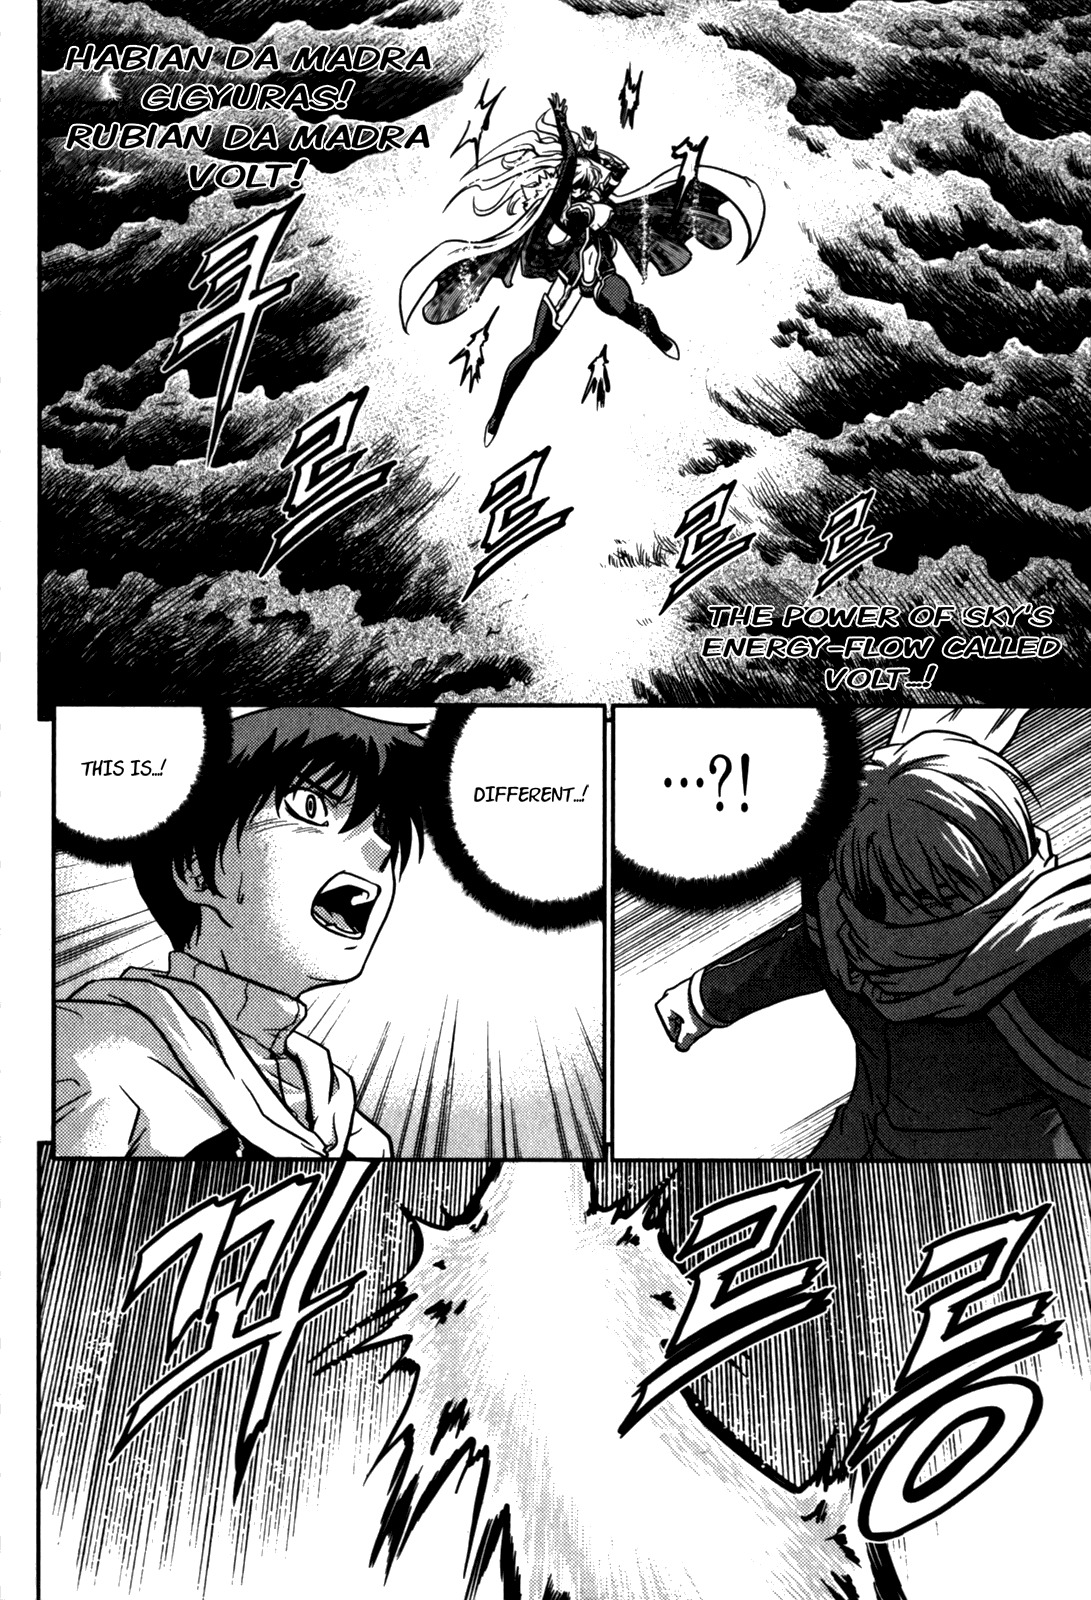 HABIAN DA MADRA
GIGYURAS!
RUBIAN DA MADRA
VOLT!
쿠
르
르
르
르
THE POWER OF SKY'S
ENERGY-FLOW CALLED
VOLT...!
THIS IS...!
DIFFERENT...!
...?!
콰
르
릉